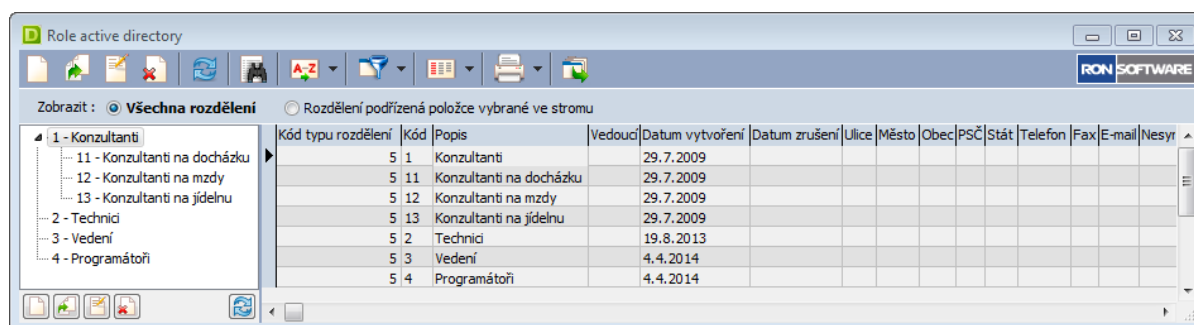 Role active directory
A-Z
RON SOFTWARE
Zobrazit : Všechna rozdělení Rozdělení podřízená položce vybrané ve stromu
1 - Konzultanti
11 - Konzultanti na docházku
12 - Konzultanti na mzdy
13 - Konzultanti na jídelnu
2 - Technici
3 - Vedení
4 - Programátoři
Kód typu rozdělení Kód Popis Vedoucí Datum vytvoření Datum zrušení Ulice Město Obec PSČ Stát Telefon Fax E-mail
5 1 Konzultanti 29.7.2009
5 11 Konzultanti na docházku 29.7.2009
5 12 Konzultanti na mzdy 29.7.2009
5 13 Konzultanti na jídelnu 29.7.2009
5 2 Technici 19.8.2013
5 3 Vedení 4.4.2014
5 4 Programátoři 4.4.2014